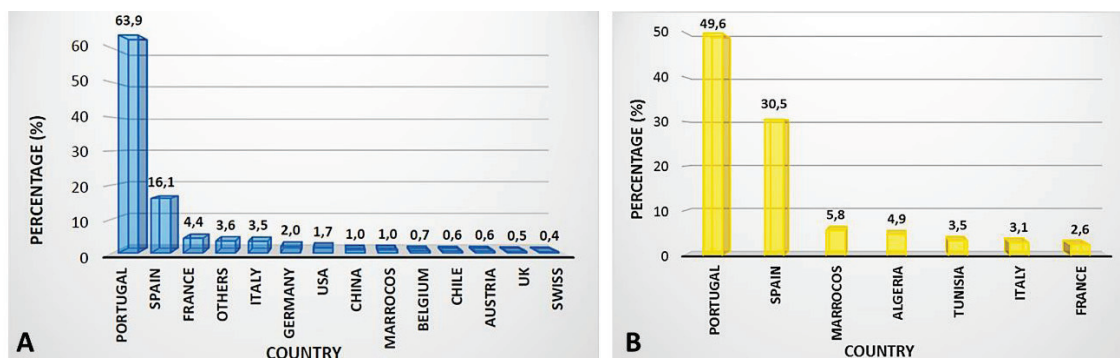 PERCENTAGE (%)
60
50
40
30
20
10
0
63,9
16,1
4,4
3,6
3,5
2,0
1,7
1,0
1,0
0,7
0,6
0,6
0,5
0,4
PORTUGAL
SPAIN
FRANCE
OTHERS
ITALY
GERMANY
USA
CHINA
MARROCOS
BELGIUM
CHILE
AUSTRIA
UK
SWISS
COUNTRY
A
PERCENTAGE (%)
50
40
30
20
10
0
49,6
30,5
5,8
4,9
3,5
3,1
2,6
PORTUGAL
SPAIN
MARROCOS
ALGERIA
TUNISIA
ITALY
FRANCE
COUNTRY
B